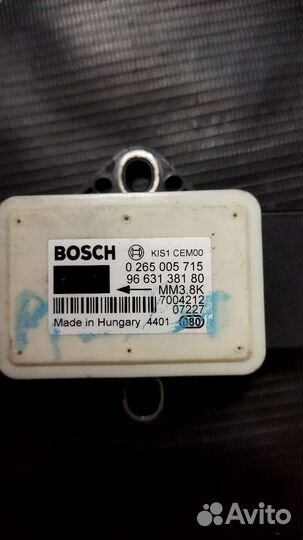 BOSCH KIS1 CEM00
0 265 005 715
96 631 381 80
MM3.8K
7004212
07227
Made in Hungary 4401 080
Avito